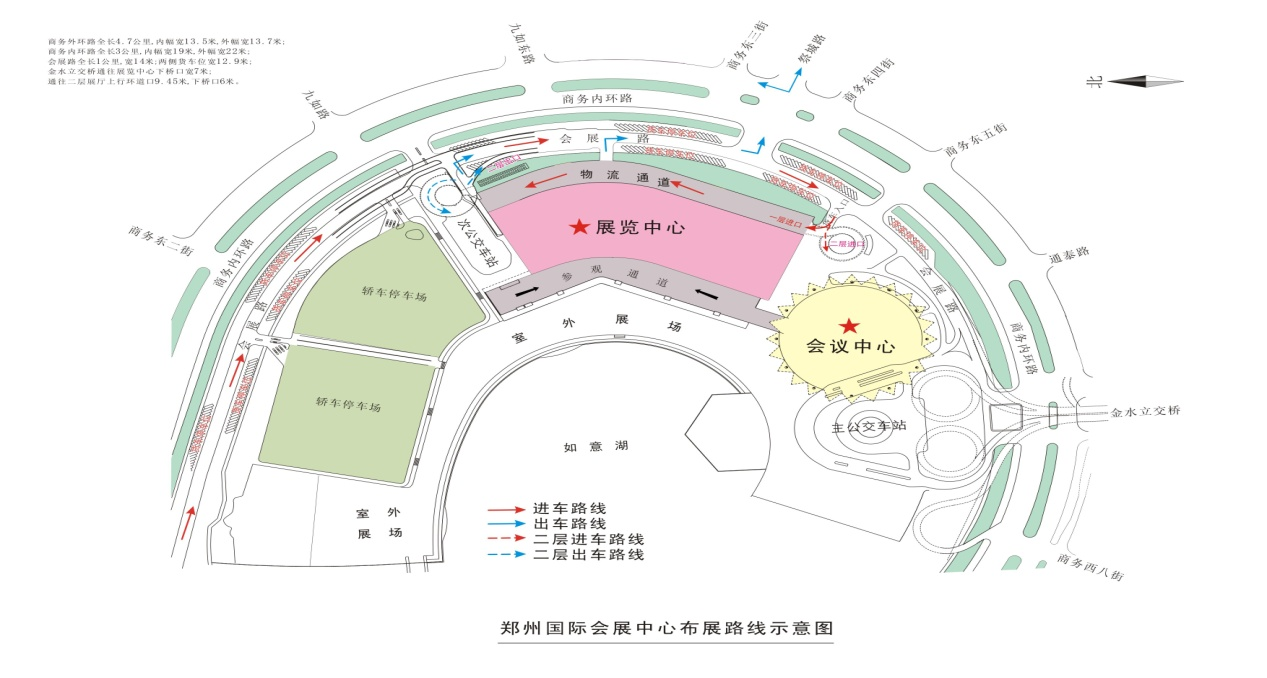 商务外环路全长4.7公里,内幅宽13.5米,外幅宽13.7米;
商务内环路全长3公里,内幅宽19米,外幅宽22米;
会展路全长1公里,宽14米;两侧货车位宽12.9米;
金水立交桥通往展览中心下桥口宽7米;
通往二层展厅上行环道口9.45米,下桥口6米。
九如东路
商务东三街
祭城路
商务东四街
北
九如路
商务内环路
商务东五街
会展路
二层出口
物流通道
展览中心
一层进口
入口
二层进口
次公交车站
商务东二街
商务内环路
参观通道
通泰路
轿车停车场
会展路
会展路
室外展场
会议中心
商务内环路
轿车停车场
主公交车站
金水立交桥
如意湖
室外
展场
进车路线
出车路线
二层进车路线
二层出车路线
商务西八街
郑州国际会展中心布展路线示意图